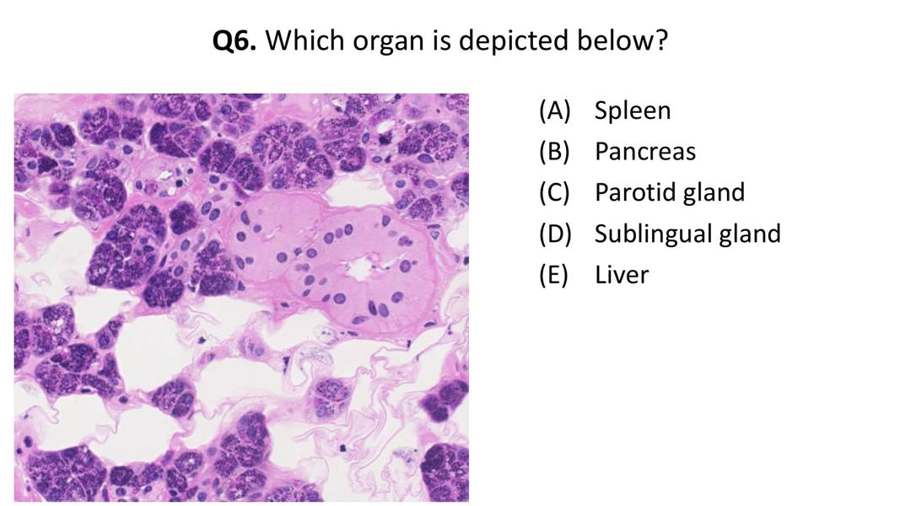 Q6. Which organ is depicted below?
(A) Spleen
(B) Pancreas
(C) Parotid gland
(D) Sublingual gland
(E) Liver